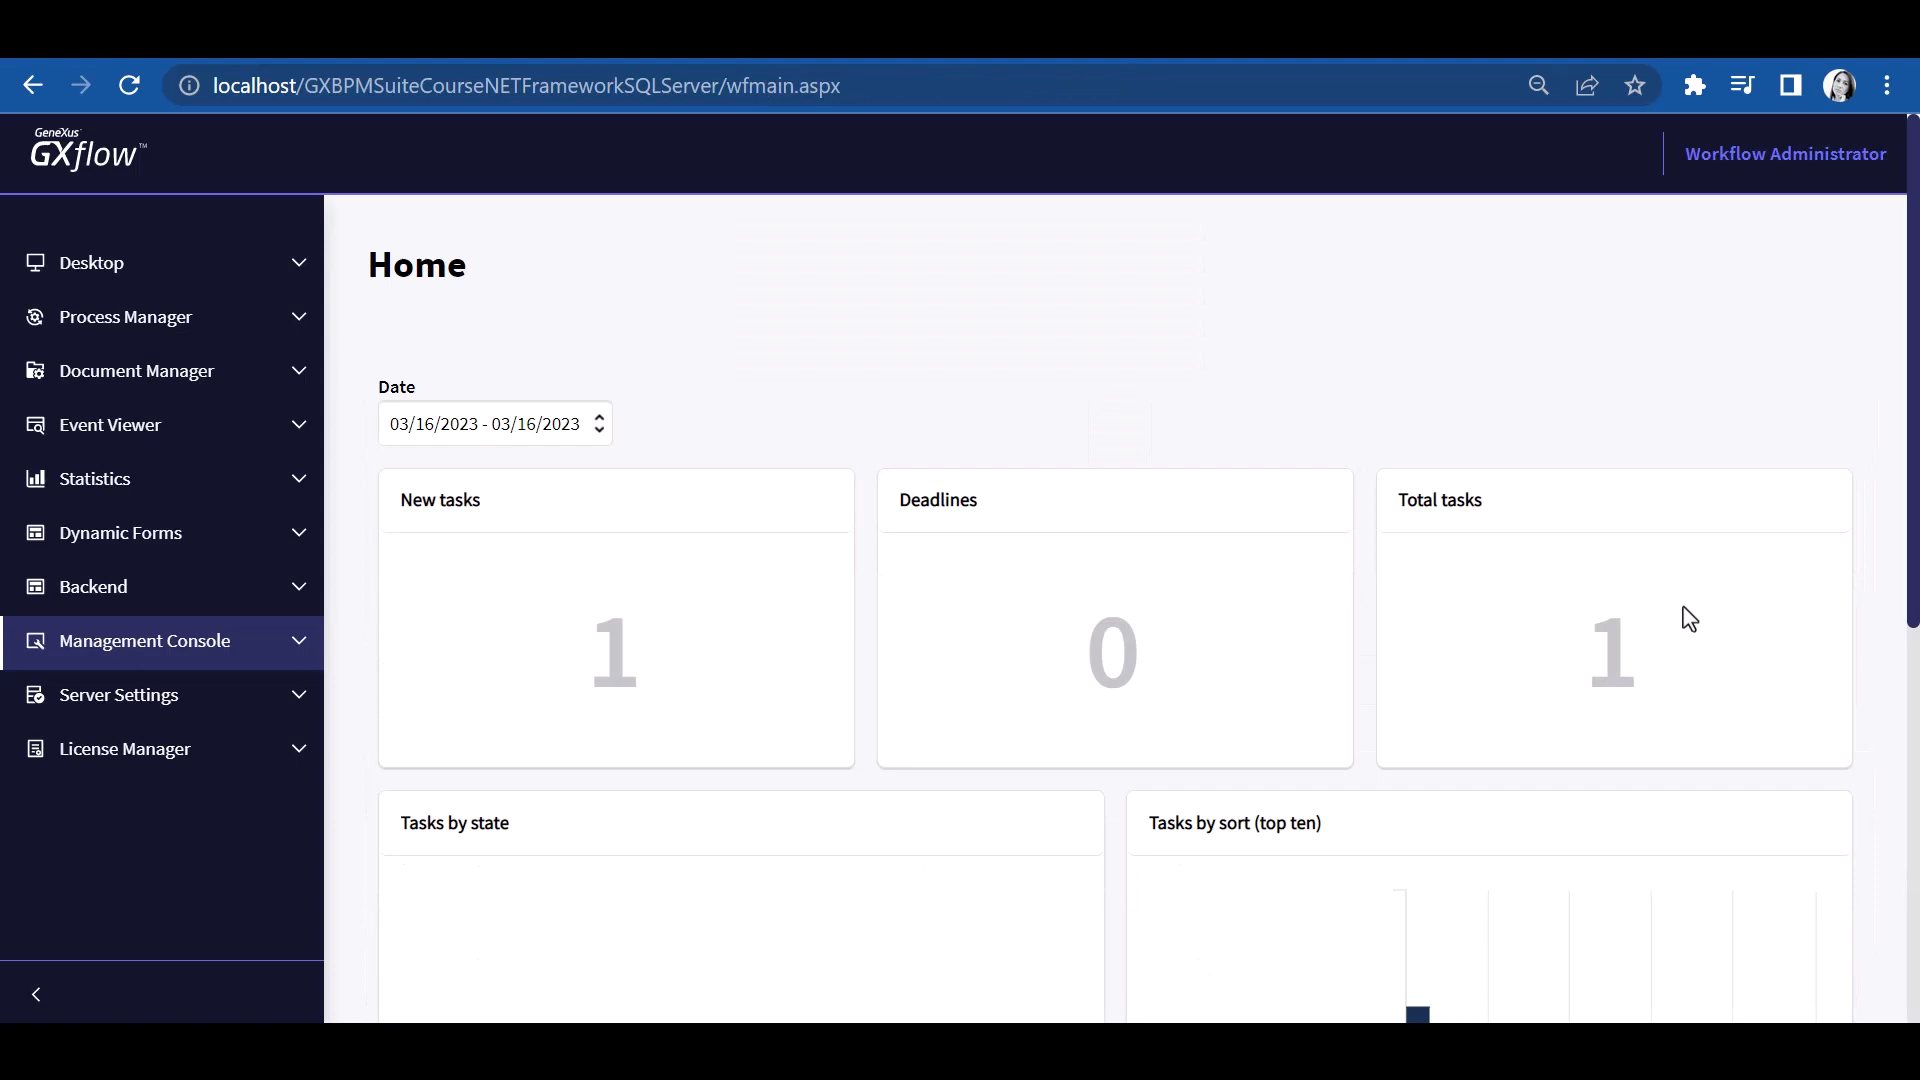 localhost/GXBPMSuiteCourseNETFrameworkSQLServer/wfmain.aspx
GeneXus™
GXflow™
Workflow Administrator
Desktop
Process Manager
Document Manager
Event Viewer
Statistics
Dynamic Forms
Backend
Management Console
Server Settings
License Manager
Home
Date
03/16/2023 - 03/16/2023
New tasks
1
Deadlines
0
Total tasks
1
Tasks by state
Tasks by sort (top ten)